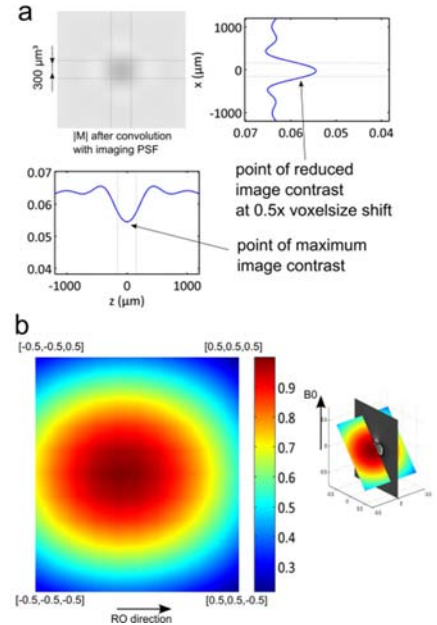 a
300 μm³
|M| after convolution
with imaging PSF
x (μm)
1000
0
-1000
0.07 0.06 0.05 0.04
point of reduced
image contrast
at 0.5x voxelsize shift
0.07
0.06
0.05
0.04
-1000 0 1000
z (μm)
point of maximum
image contrast
b
[-0.5,-0.5,0.5] [0.5,0.5,0.5]
0.9
0.8
0.7
0.6
0.5
0.4
0.3
B0
[-0.5,-0.5,-0.5] [0.5,0.5,-0.5]
RO direction